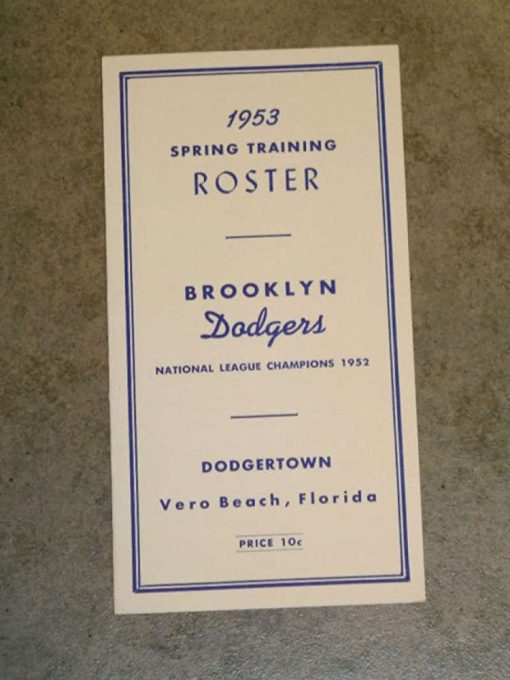 1953
SPRING TRAINING
ROSTER
BROOKLYN
Dodgers
NATIONAL LEAGUE CHAMPIONS 1952
DODGERTOWN
Vero Beach, Florida
PRICE 10c